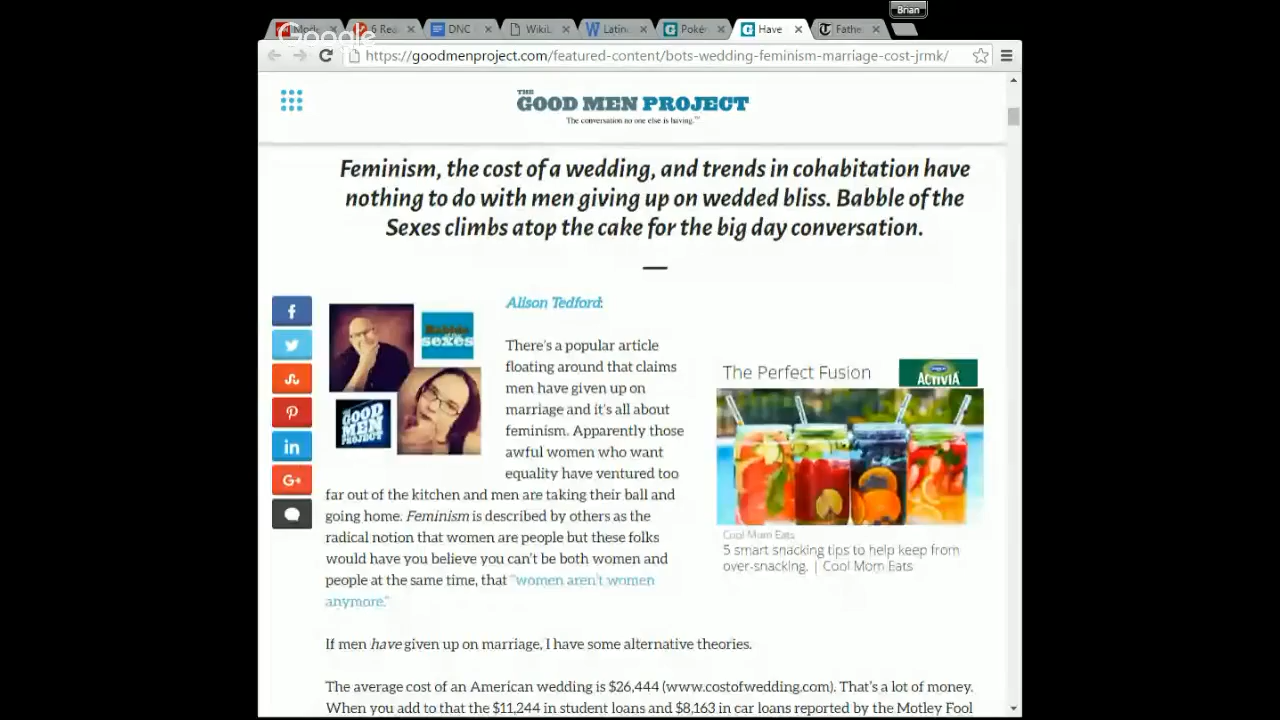 Brian
6 Rea
DNC
WikiL
Latin
Poké
Have
Fathe
Google
https://goodmenproject.com/featured-content/bots-wedding-feminism-marriage-cost-jrmk/
THE
GOOD MEN PROJECT
The conversation no one else is having.™
Feminism, the cost of a wedding, and trends in cohabitation have
nothing to do with men giving up on wedded bliss. Babble of the
Sexes climbs atop the cake for the big day conversation.
Alison Tedford:
There's a popular article
floating around that claims
men have given up on
marriage and it's all about
feminism. Apparently those
awful women who want
equality have ventured too
far out of the kitchen and men are taking their ball and
going home. Feminism is described by others as the
radical notion that women are people but these folks
would have you believe you can't be both women and
people at the same time, that "women aren't women
anymore."
sexes
THE
GOOD
MEN
PROJECT
The Perfect Fusion
ACTIVIA
Cool Mom Eats
5 smart snacking tips to help keep from
over-snacking. | Cool Mom Eats
If men have given up on marriage, I have some alternative theories.
The average cost of an American wedding is $26,444 (www.costofwedding.com). That's a lot of money.
When you add to that the $11,244 in student loans and $8,163 in car loans reported by the Motley Fool